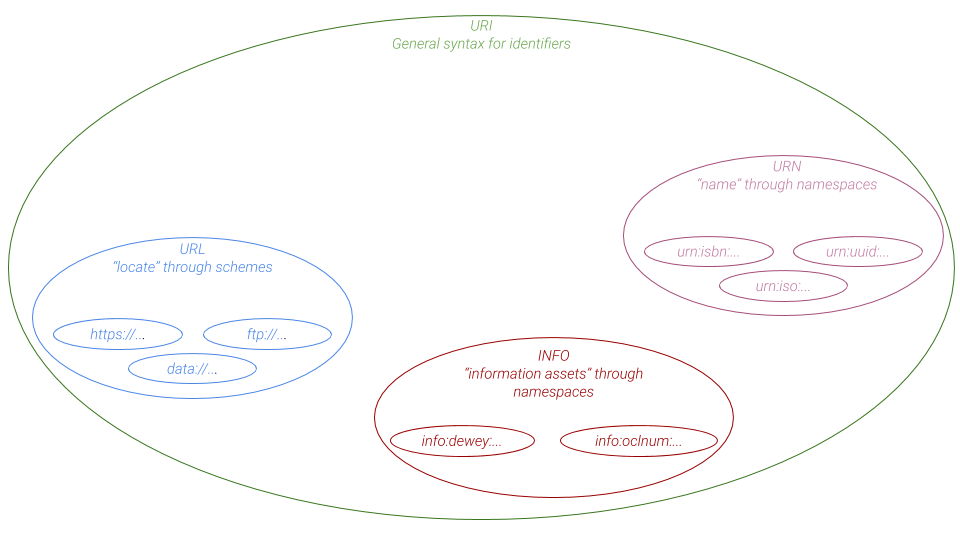 URI
General syntax for identifiers
URN
“name” through namespaces
urn:isbn:...
urn:uuid:...
urn:iso:...
URL
“locate” through schemes
https://...
ftp://...
data://...
INFO
“information assets” through
namespaces
info:dewey:...
info:oclnum:...